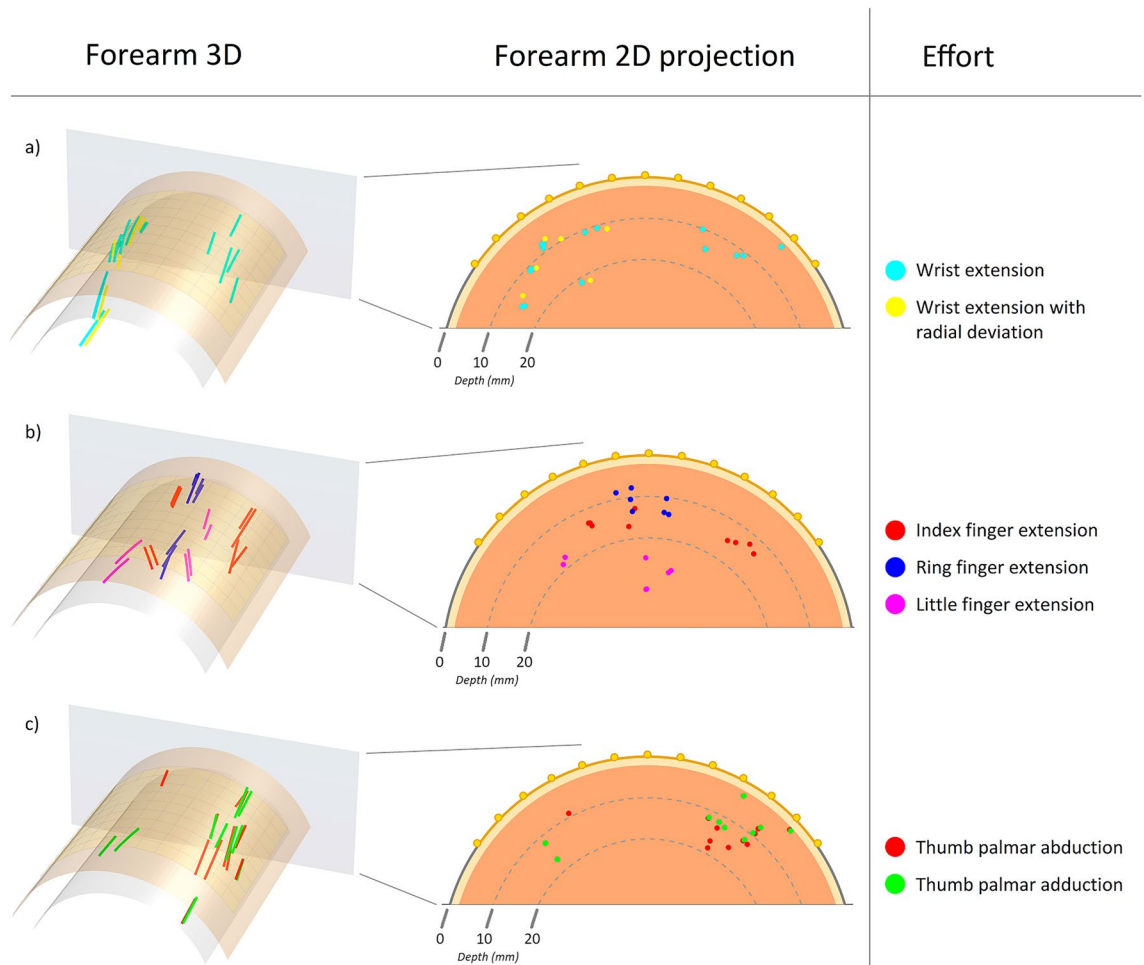 Forearm 3D
Forearm 2D projection
Effort
a)
0
10
20
Depth (mm)
Wrist extension
Wrist extension with
radial deviation
b)
0
10
20
Depth (mm)
Index finger extension
Ring finger extension
Little finger extension
c)
0
10
20
Depth (mm)
Thumb palmar abduction
Thumb palmar adduction